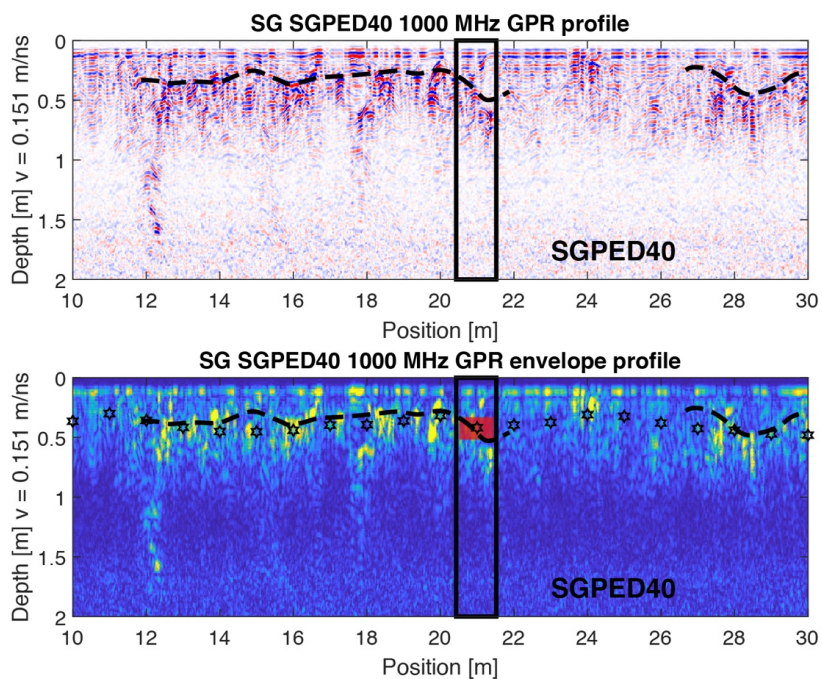 SG SGPED40 1000 MHz GPR profile
0
0.5
1
1.5
2
Depth [m] v = 0.151 m/ns
SGPED40
10 12 14 16 18 20 22 24 26 28 30
Position [m]
SG SGPED40 1000 MHz GPR envelope profile
0
0.5
1
1.5
2
Depth [m] v = 0.151 m/ns
SGPED40
10 12 14 16 18 20 22 24 26 28 30
Position [m]